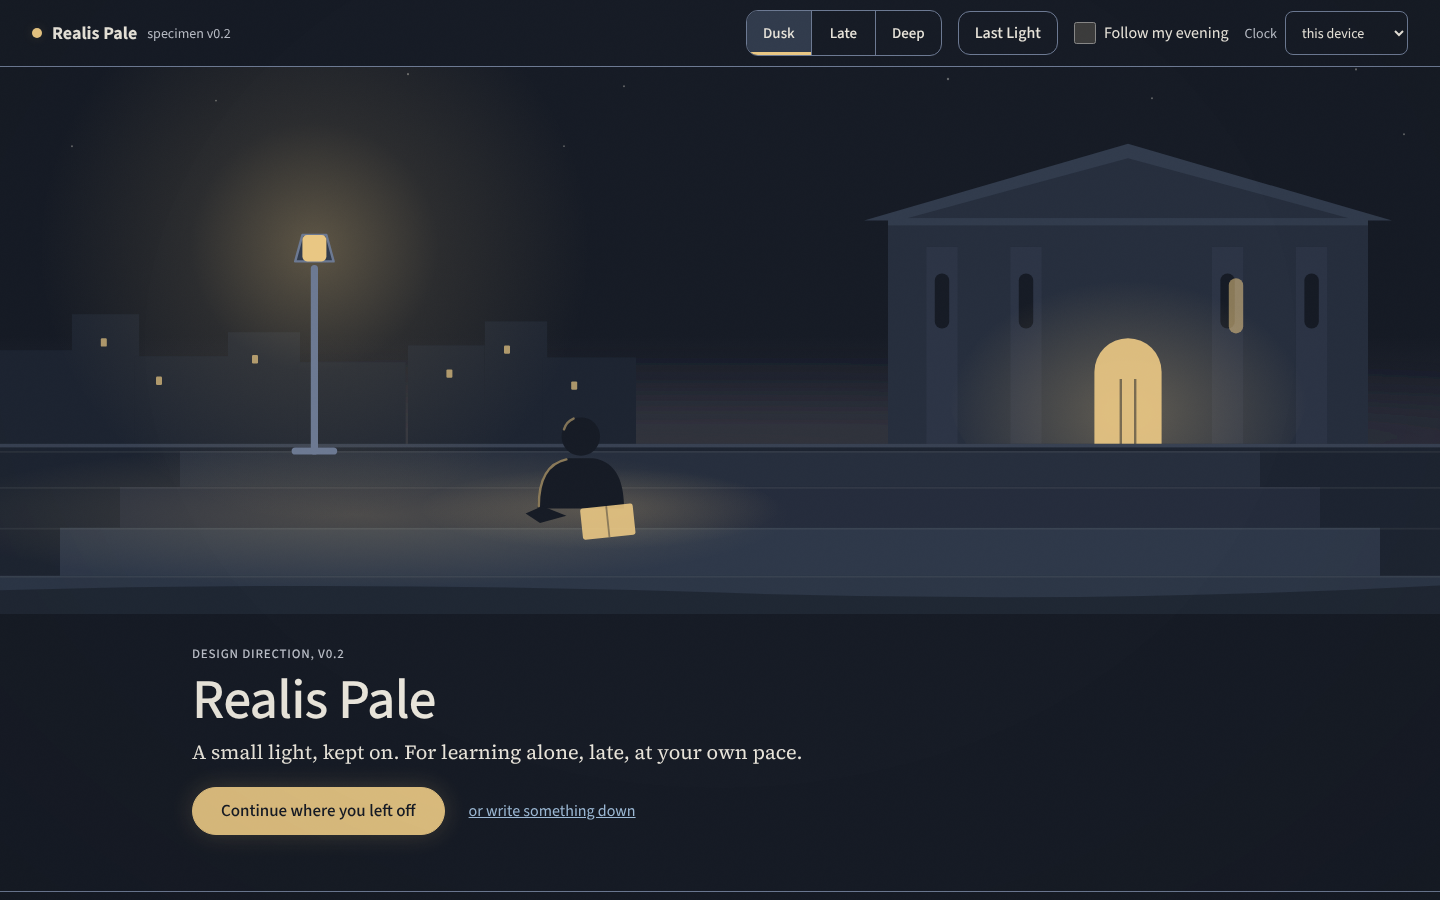 Realis Pale specimen v0.2 Dusk Late Deep Last Light Follow my evening Clock this device
DESIGN DIRECTION, V0.2
Realis Pale
A small light, kept on. For learning alone, late, at your own pace.
Continue where you left off or write something down